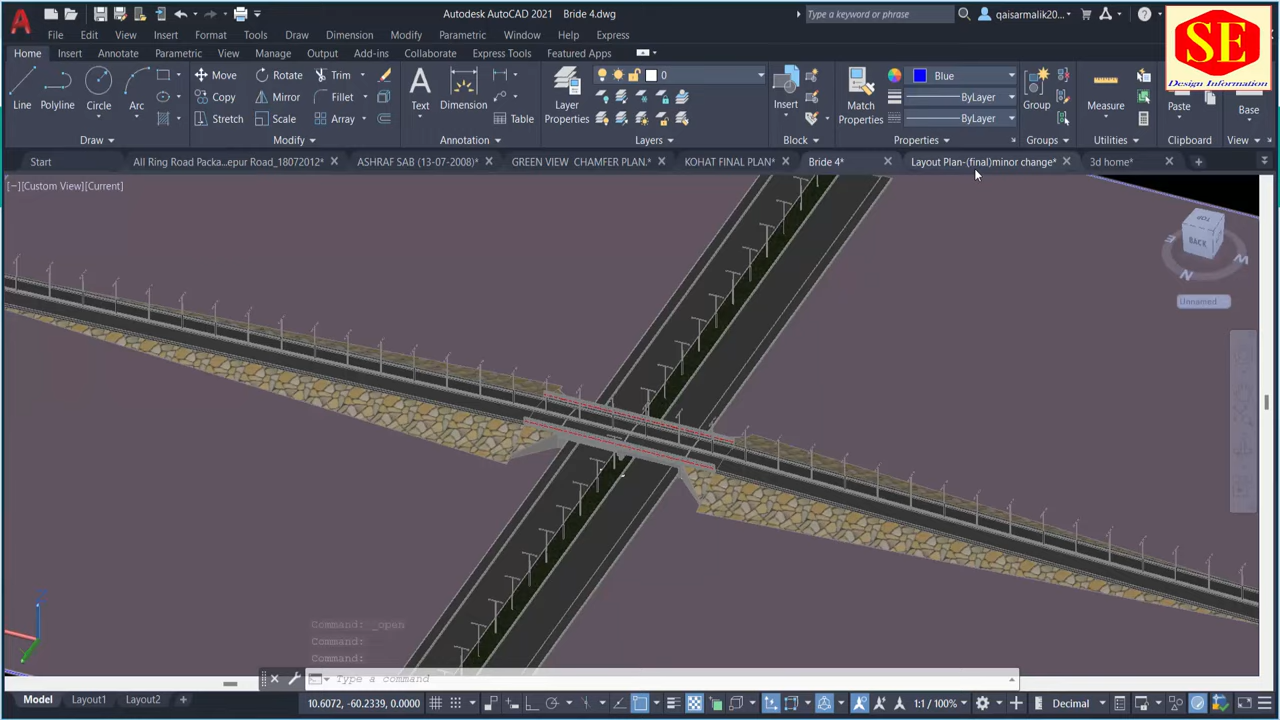 Autodesk AutoCAD 2021 Bride 4.dwg
Type a keyword or phrase
qaisarmalik20...
SE
Design Information
File Edit View Insert Format Tools Draw Dimension Modify Parametric Window Help Express
Home Insert Annotate Parametric View Manage Output Add-ins Collaborate Express Tools Featured Apps
Line Polyline Circle Arc
Move Rotate Trim
Copy Mirror Fillet
Stretch Scale Array
Text Dimension Table
Layer Properties
0
Insert
Match Properties
Blue
ByLayer
ByLayer
Group Measure Paste Base
Draw Modify Annotation Layers Block Properties Groups Utilities Clipboard View
Start All Ring Road Packa...epur Road_18072012* ASHRAF SAB (13-07-2008)* GREEN VIEW CHAMFER PLAN.* KOHAT FINAL PLAN* Bride 4* Layout Plan-(final)minor change* 3d home*
[−][Custom View][Current]
TOP
BACK
E W N
Unnamed
Command: _open
Command:
Command:
Type a command
Model Layout1 Layout2 +
10.6072, -60.2339, 0.0000
1:1 / 100%
Decimal